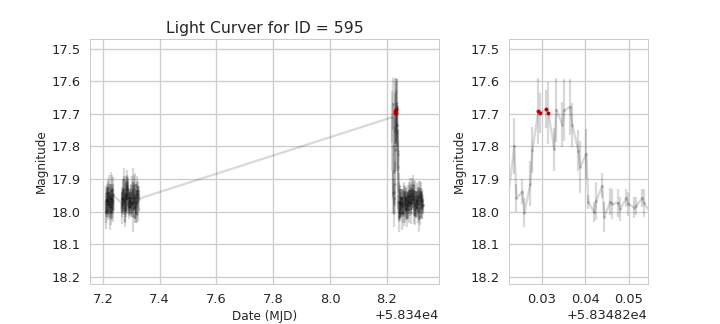 Light Curver for ID = 595
Magnitude
17.5
17.6
17.7
17.8
17.9
18.0
18.1
18.2
7.2 7.4 7.6 7.8 8.0 8.2
Date (MJD) +5.834e4
Magnitude
17.5
17.6
17.7
17.8
17.9
18.0
18.1
18.2
0.03 0.04 0.05
+5.83482e4